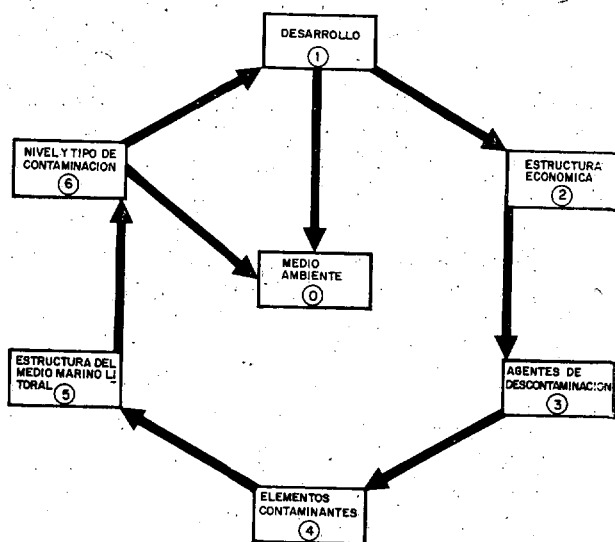 DESARROLLO
1
NIVEL Y TIPO DE
CONTAMINACION
6
ESTRUCTURA
ECONOMICA
2
MEDIO
AMBIENTE
0
ESTRUCTURA DEL
MEDIO MARINO LI
TORAL
5
AGENTES DE
DESCONTAMINACION
3
ELEMENTOS
CONTAMINANTES
4